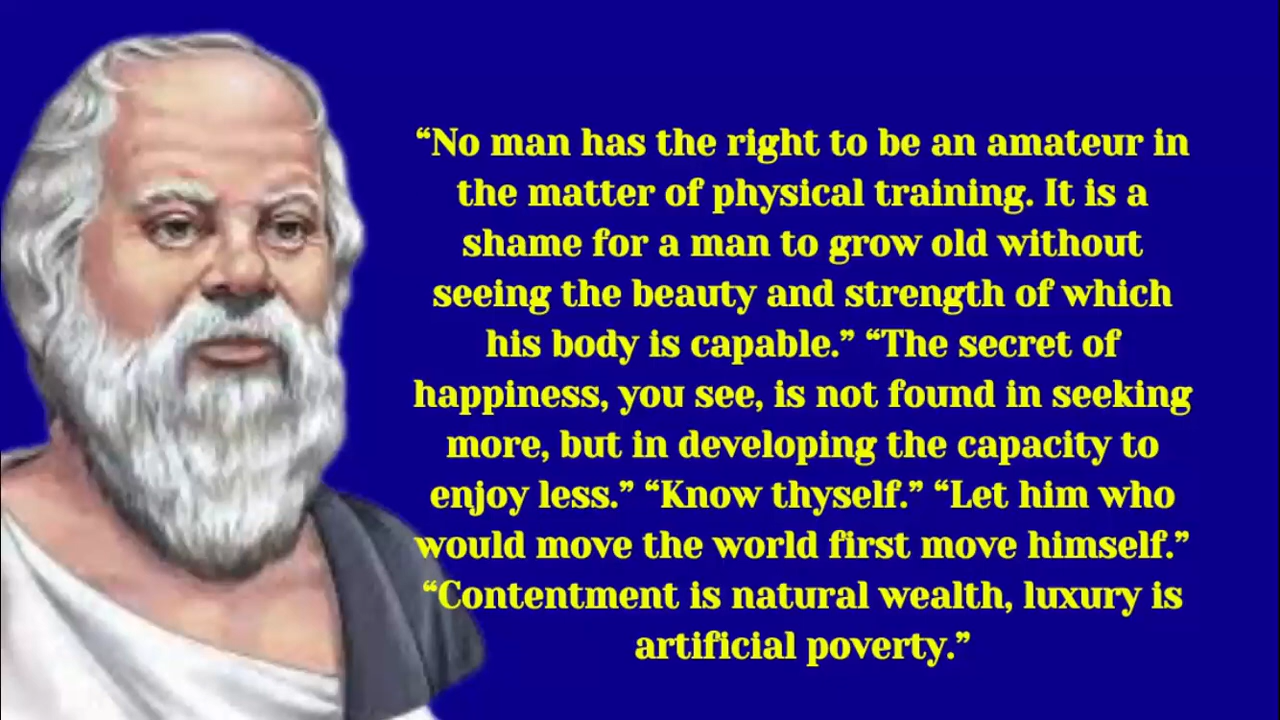 “No man has the right to be an amateur in
the matter of physical training. It is a
shame for a man to grow old without
seeing the beauty and strength of which
his body is capable.” “The secret of
happiness, you see, is not found in seeking
more, but in developing the capacity to
enjoy less.” “Know thyself.” “Let him who
would move the world first move himself.”
“Contentment is natural wealth, luxury is
artificial poverty.”